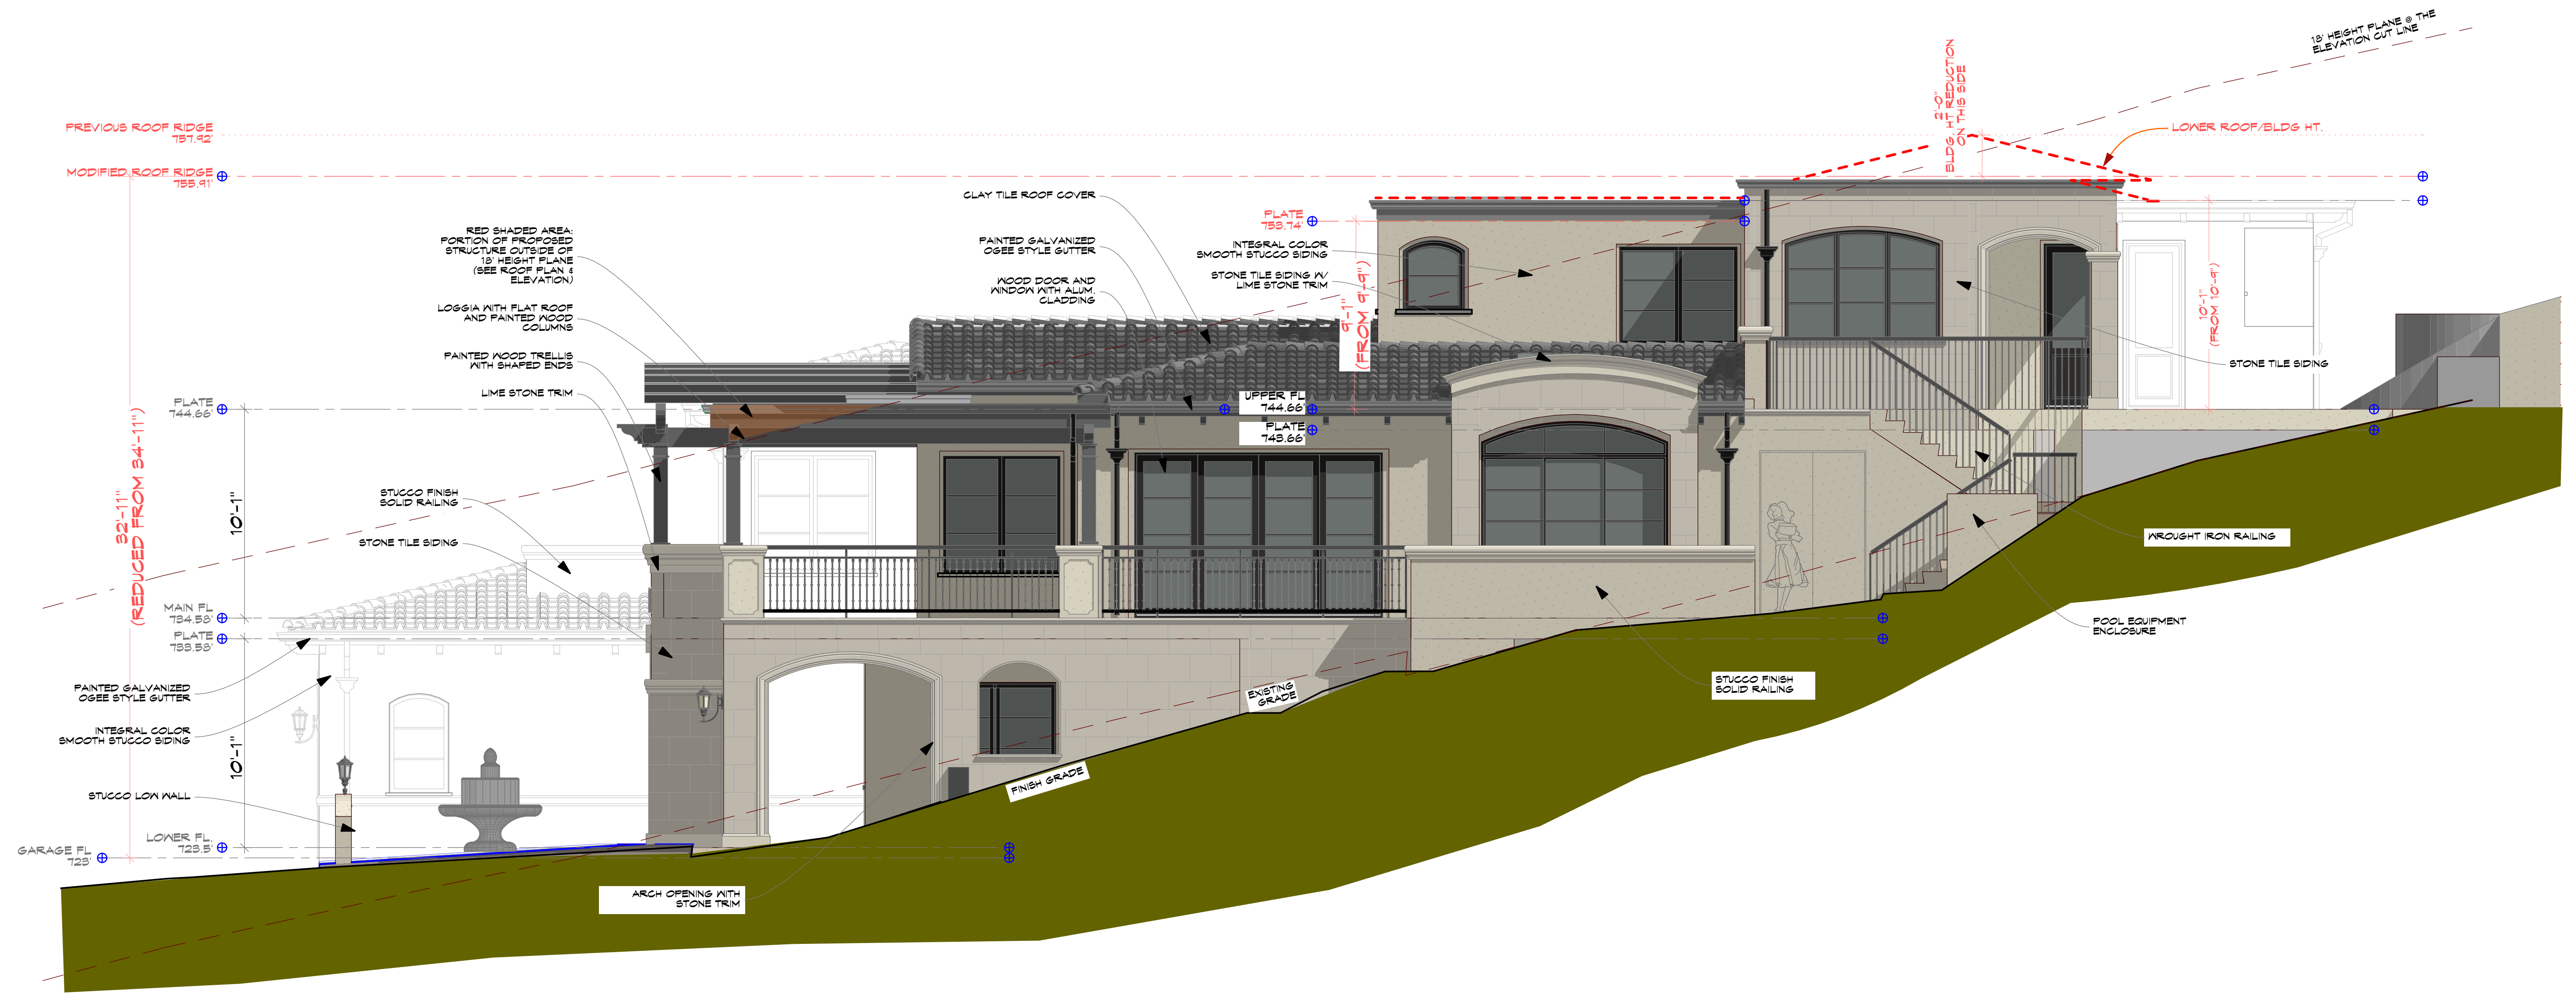 18' HEIGHT PLANE @ THE
ELEVATION CUT LINE
2'-0"
BLDG HT REDUCTION
ON THIS SIDE
PREVIOUS ROOF RIDGE
757.92'
LOWER ROOF/BLDG HT.
MODIFIED ROOF RIDGE
755.91'
CLAY TILE ROOF COVER
PLATE
753.74'
RED SHADED AREA:
PORTION OF PROPOSED
STRUCTURE OUTSIDE OF
18' HEIGHT PLANE
(SEE ROOF PLAN &
ELEVATION)
PAINTED GALVANIZED
OGEE STYLE GUTTER
INTEGRAL COLOR
SMOOTH STUCCO SIDING
WOOD DOOR AND
WINDOW WITH ALUM.
CLADDING
STONE TILE SIDING W/
LIME STONE TRIM
9'-1"
(FROM 9'-9")
10'-1"
(FROM 10'-9")
LOGGIA WITH FLAT ROOF
AND PAINTED WOOD
COLUMNS
PAINTED WOOD TRELLIS
WITH SHAPED ENDS
STONE TILE SIDING
LIME STONE TRIM
PLATE
744.66'
UPPER FL
744.66'
PLATE
743.66'
32'-11"
(REDUCED FROM 34'-11")
10'-1"
STUCCO FINISH
SOLID RAILING
STONE TILE SIDING
WROUGHT IRON RAILING
MAIN FL
734.58'
PLATE
733.58'
POOL EQUIPMENT
ENCLOSURE
PAINTED GALVANIZED
OGEE STYLE GUTTER
EXISTING
GRADE
STUCCO FINISH
SOLID RAILING
INTEGRAL COLOR
SMOOTH STUCCO SIDING
10'-1"
FINISH GRADE
STUCCO LOW WALL
LOWER FL.
723.5'
GARAGE FL
723'
ARCH OPENING WITH
STONE TRIM